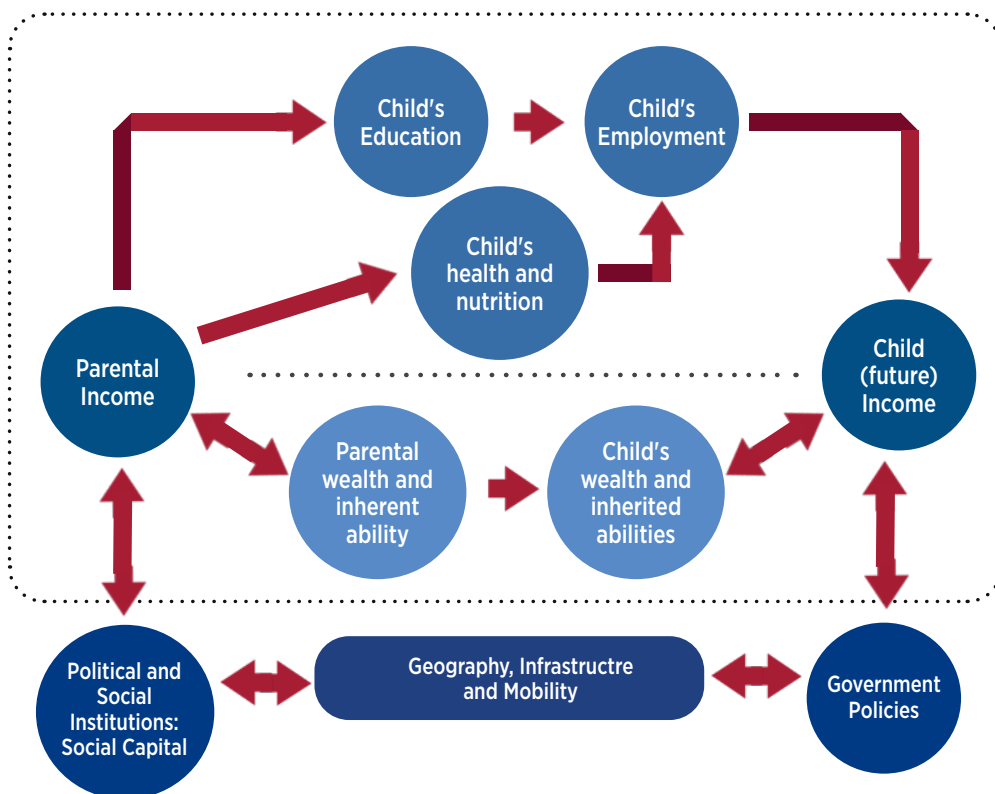 Child's
Education
Child's
Employment
Child's
health and
nutrition
Parental
Income
Child
(future)
Income
Parental
wealth and
inherent
ability
Child's
wealth and
inherited
abilities
Political and
Social
Institutions:
Social Capital
Geography, Infrastructre
and Mobility
Government
Policies